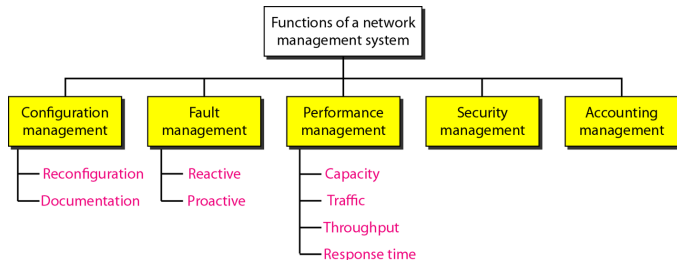 Functions of a network
management system
Configuration
management
Fault
management
Performance
management
Security
management
Accounting
management
Reconfiguration
Documentation
Reactive
Proactive
Capacity
Traffic
Throughput
Response time